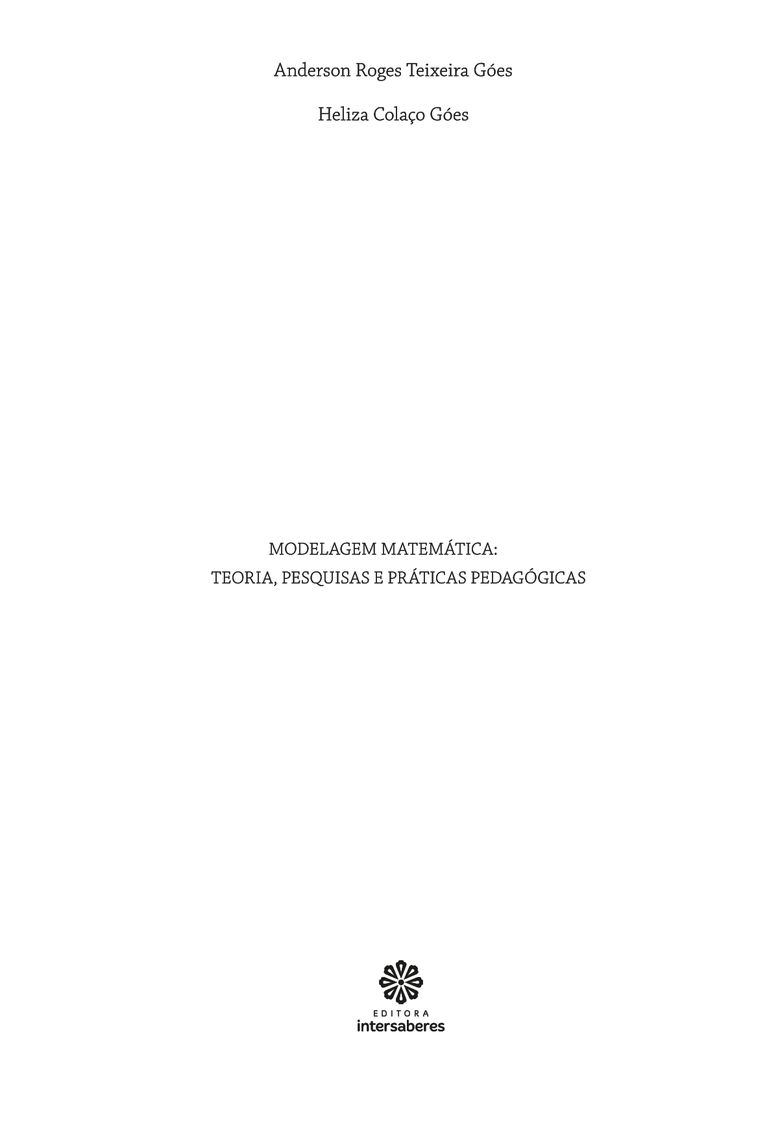 Anderson Roges Teixeira Góes
Heliza Colaço Góes
MODELAGEM MATEMÁTICA:
TEORIA, PESQUISAS E PRÁTICAS PEDAGÓGICAS
EDITORA
intersaberes